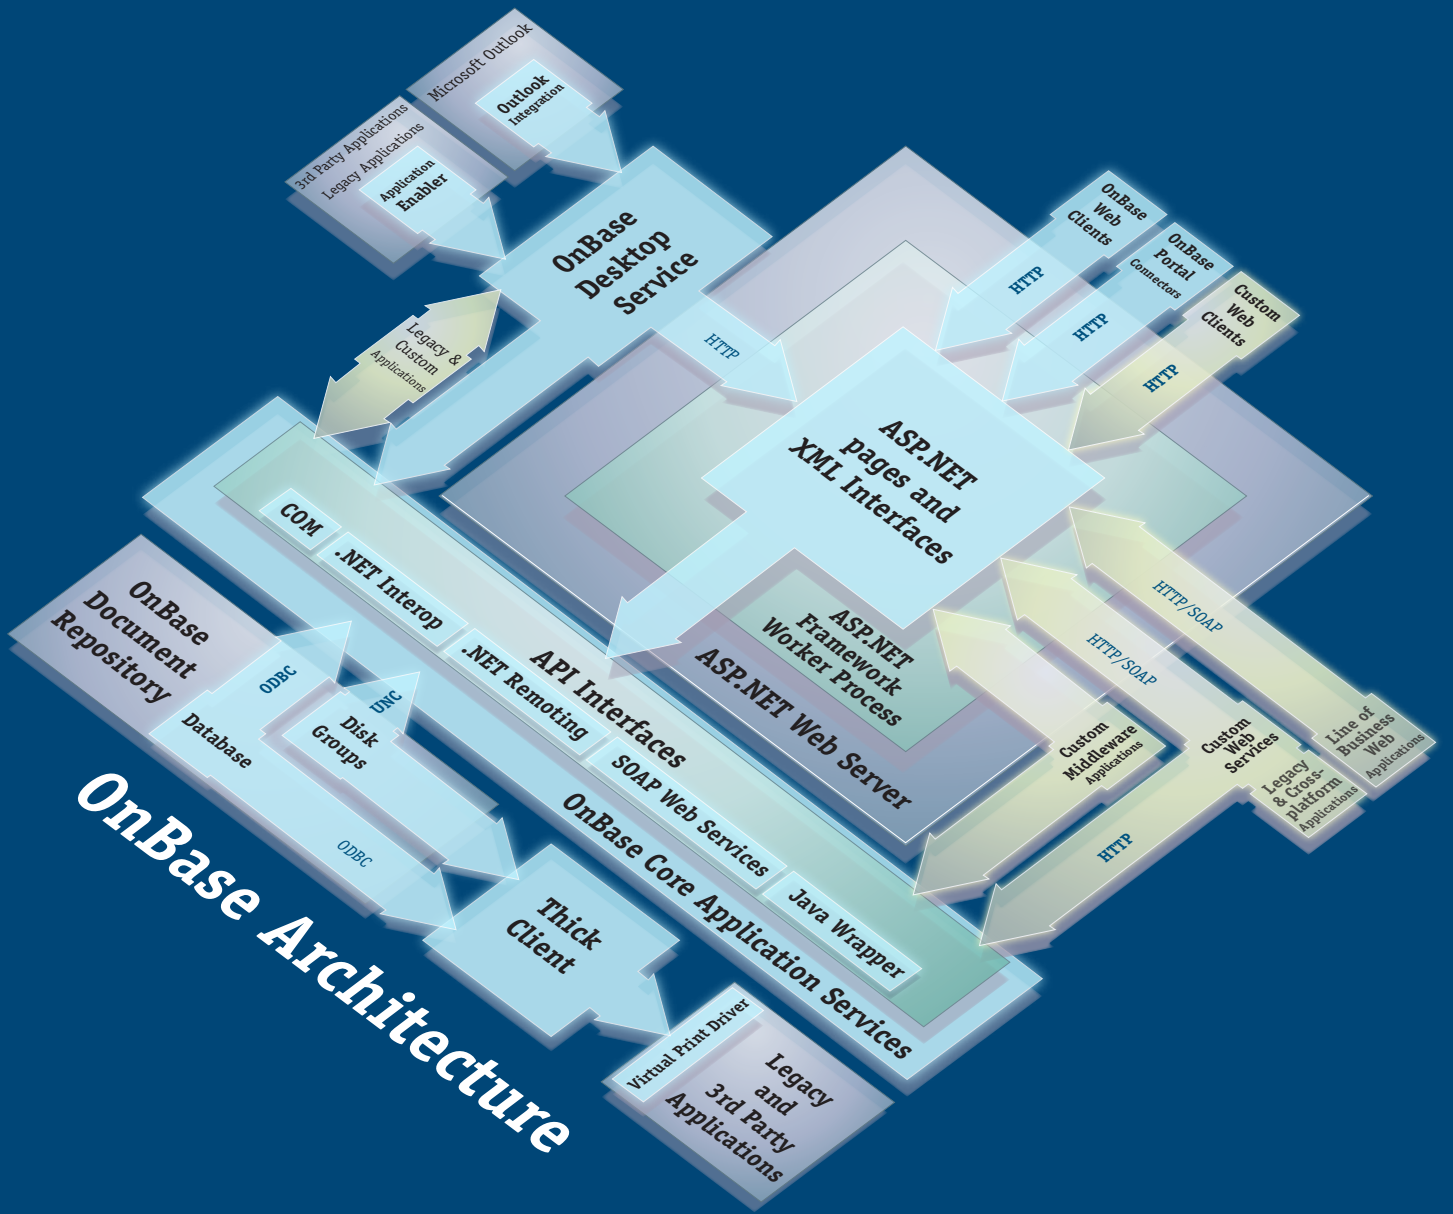 Microsoft Outlook
Outlook
Integration
3rd Party Applications
Legacy Applications
Application
Enabler
OnBase
Desktop
Service
HTTP
Legacy &
Custom
Applications
OnBase
Web
Clients
HTTP
OnBase
Portal
Connectors
HTTP
Custom
Web
Clients
HTTP
ASP.NET
pages and
XML Interfaces
ASP.NET
Framework
Worker Process
ASP.NET Web Server
HTTP/SOAP
HTTP/SOAP
Line of
Business
Web
Applications
Custom
Web
Services
Legacy
& Cross-
platform
Applications
Custom
Middleware
Applications
HTTP
COM
.NET Interop
.NET Remoting
SOAP Web Services
Java Wrapper
API Interfaces
OnBase Core Application Services
OnBase
Document
Repository
ODBC
Database
UNC
Disk
Groups
ODBC
Thick
Client
Virtual Print Driver
Legacy
and
3rd Party
Applications
OnBase Architecture